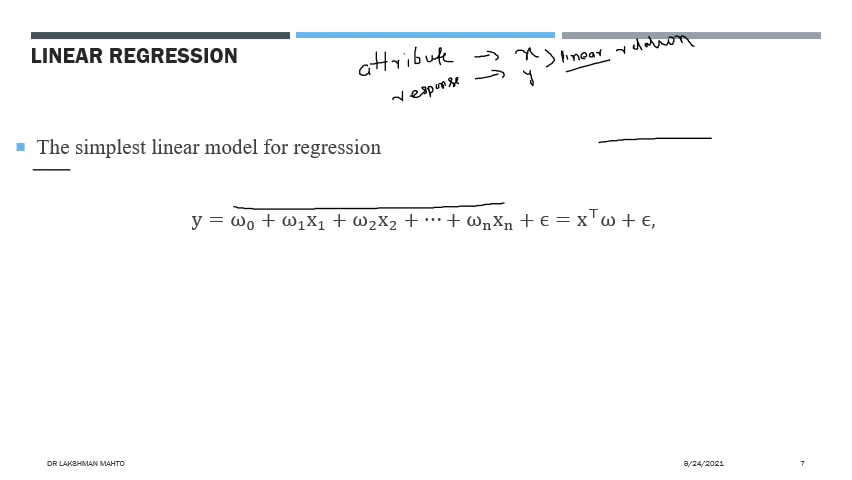 LINEAR REGRESSION
attribute → x
response → y
linear relation
The simplest linear model for regression
y = ω₀ + ω₁x₁ + ω₂x₂ + ⋯ + ωₙxₙ + ϵ = xᵀω + ϵ,
DR LAKSHMAN MAHTO 9/24/2021 7